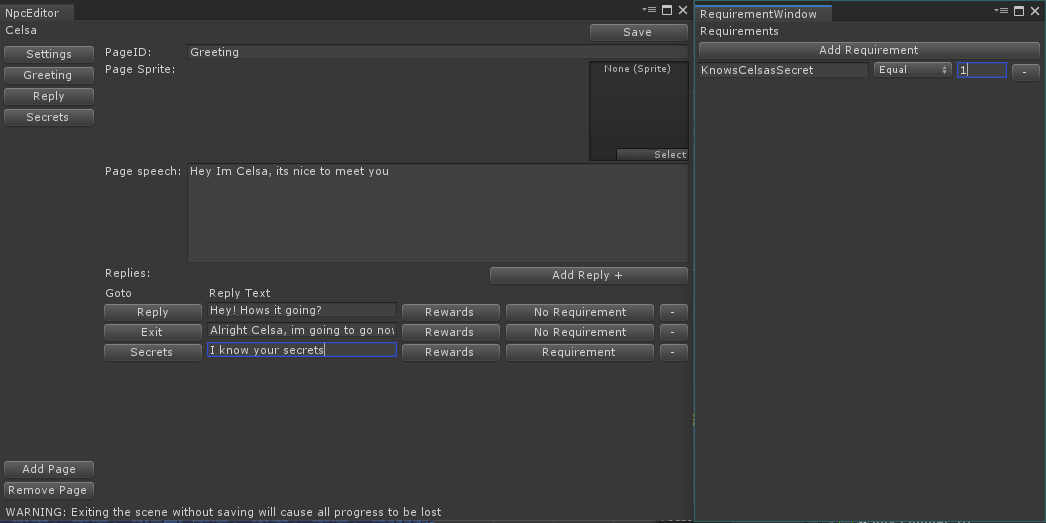 NpcEditor
Celsa
Save
Settings
Greeting
Reply
Secrets
PageID: Greeting
Page Sprite:
None (Sprite)
Select
Page speech: Hey Im Celsa, its nice to meet you
Replies:
Add Reply +
Goto Reply Text
Reply Hey! Hows it going? Rewards No Requirement -
Exit Alright Celsa, im going to go now Rewards No Requirement -
Secrets I know your secrets Rewards Requirement -
Add Page
Remove Page
WARNING: Exiting the scene without saving will cause all progress to be lost
RequirementWindow
Requirements
Add Requirement
KnowsCelsasSecret Equal 1 -